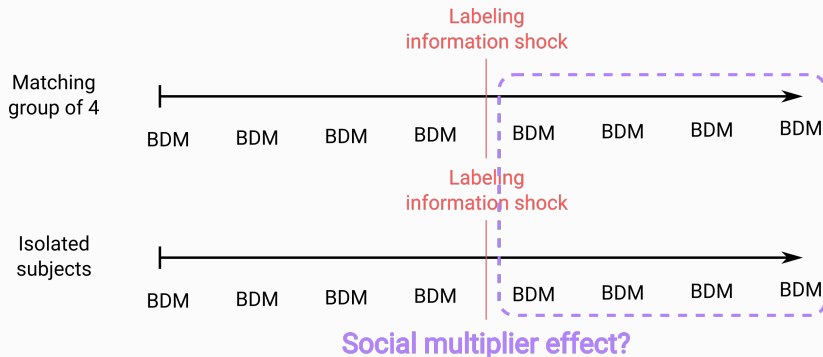 Labeling
information shock
Matching
group of 4
BDM BDM BDM BDM BDM BDM BDM BDM
Labeling
information shock
Isolated
subjects
BDM BDM BDM BDM BDM BDM BDM BDM
Social multiplier effect?